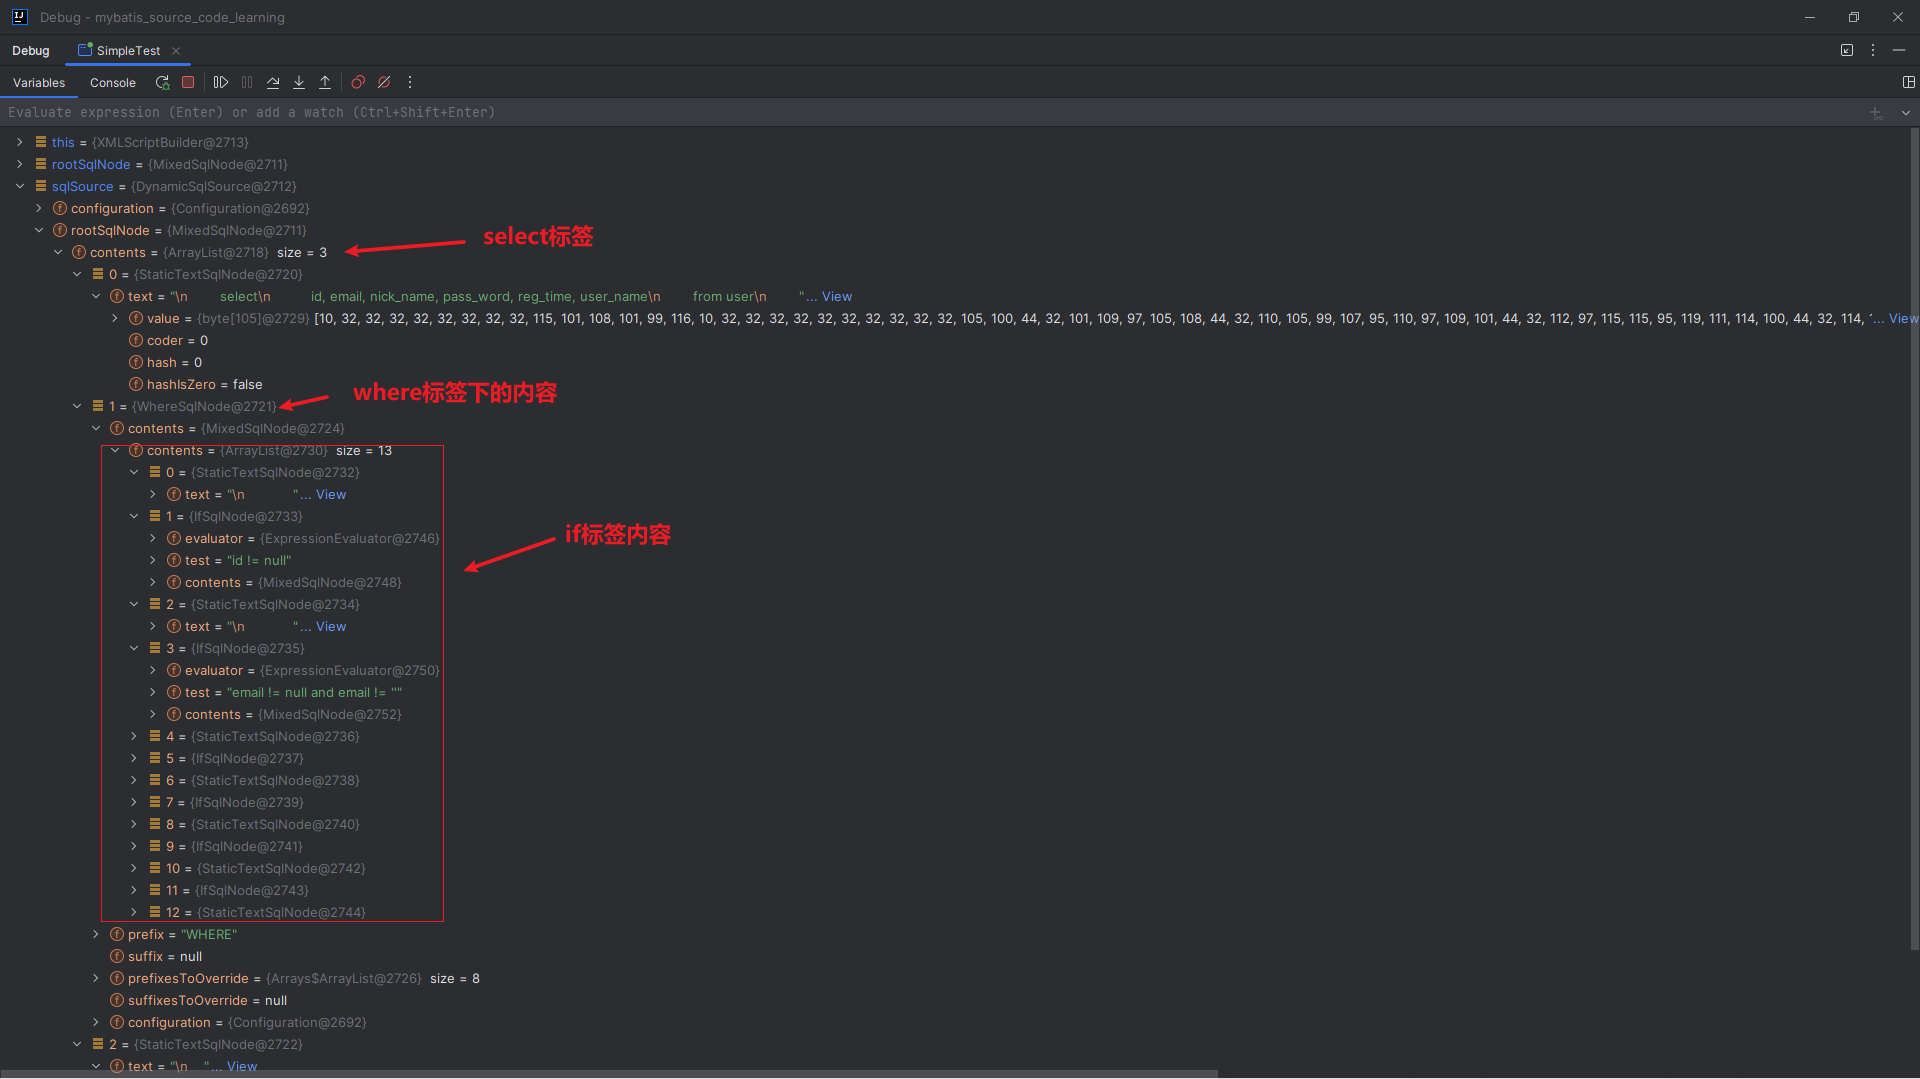 Debug - mybatis_source_code_learning
Debug SimpleTest
Variables Console
Evaluate expression (Enter) or add a watch (Ctrl+Shift+Enter)
this = {XMLScriptBuilder@2713}
rootSqlNode = {MixedSqlNode@2711}
sqlSource = {DynamicSqlSource@2712}
configuration = {Configuration@2692}
rootSqlNode = {MixedSqlNode@2711}
select标签
contents = {ArrayList@2718} size = 3
0 = {StaticTextSqlNode@2720}
text = "\n select\n id, email, nick_name, pass_word, reg_time, user_name\n from user\n "... View
value = {byte[105]@2729} [10, 32, 32, 32, 32, 32, 32, 32, 32, 115, 101, 108, 101, 99, 116, 10, 32, 32, 32, 32, 32, 32, 32, 32, 32, 32, 105, 100, 44, 32, 101, 109, 97, 105, 108, 44, 32, 110, 105, 99, 107, 95, 110, 97, 109, 101, 44, 32, 112, 97, 115, 115, 95, 119, 111, 114, 100, 44, 32, 114, ... View
coder = 0
hash = 0
hashIsZero = false
where标签下的内容
1 = {WhereSqlNode@2721}
contents = {MixedSqlNode@2724}
contents = {ArrayList@2730} size = 13
0 = {StaticTextSqlNode@2732}
text = "\n "... View
1 = {IfSqlNode@2733}
if标签内容
evaluator = {ExpressionEvaluator@2746}
test = "id != null"
contents = {MixedSqlNode@2748}
2 = {StaticTextSqlNode@2734}
text = "\n "... View
3 = {IfSqlNode@2735}
evaluator = {ExpressionEvaluator@2750}
test = "email != null and email != ''"
contents = {MixedSqlNode@2752}
4 = {StaticTextSqlNode@2736}
5 = {IfSqlNode@2737}
6 = {StaticTextSqlNode@2738}
7 = {IfSqlNode@2739}
8 = {StaticTextSqlNode@2740}
9 = {IfSqlNode@2741}
10 = {StaticTextSqlNode@2742}
11 = {IfSqlNode@2743}
12 = {StaticTextSqlNode@2744}
prefix = "WHERE"
suffix = null
prefixesToOverride = {Arrays$ArrayList@2726} size = 8
suffixesToOverride = null
configuration = {Configuration@2692}
2 = {StaticTextSqlNode@2722}
text = "\n "... View